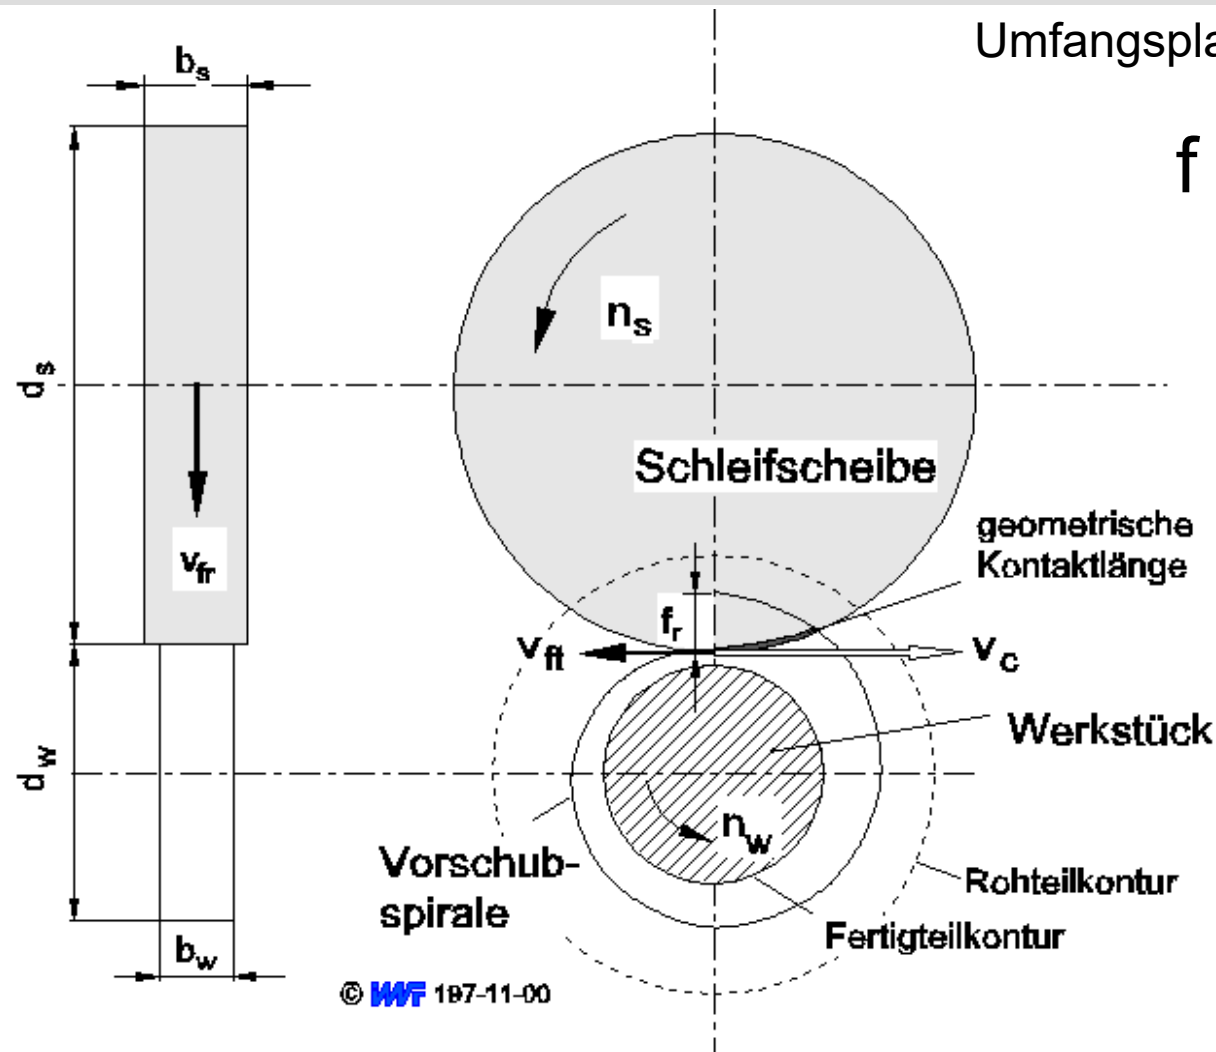 Umfangspla
b_s
f
n_s
d_s
Schleifscheibe
geometrische
Kontaktlänge
v_fr
f_r
v_ft
v_c
Werkstück
d_w
n_w
Vorschub-
spirale
Rohteilkontur
Fertigteilkontur
b_w
© IWF 197-11-00